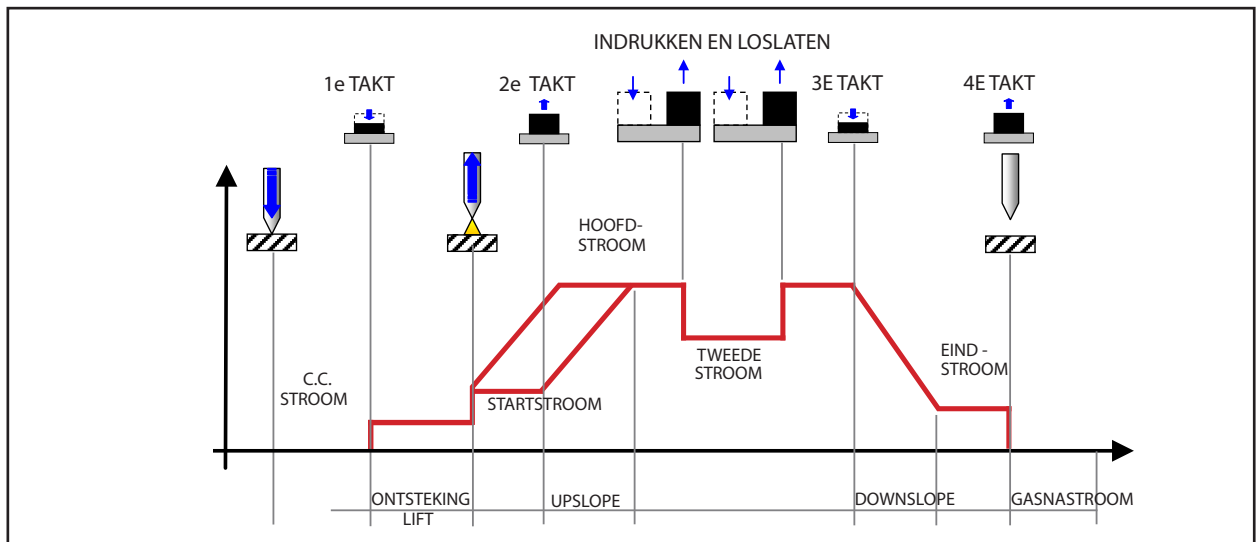 INDRUKKEN EN LOSLATEN
1e TAKT
2e TAKT
3E TAKT
4E TAKT
HOOFD-
STROOM
C.C.
STROOM
STARTSTROOM
TWEEDE
STROOM
EIND -
STROOM
ONTSTEKING
LIFT
UPSLOPE
DOWNSLOPE
GASNASTROOM